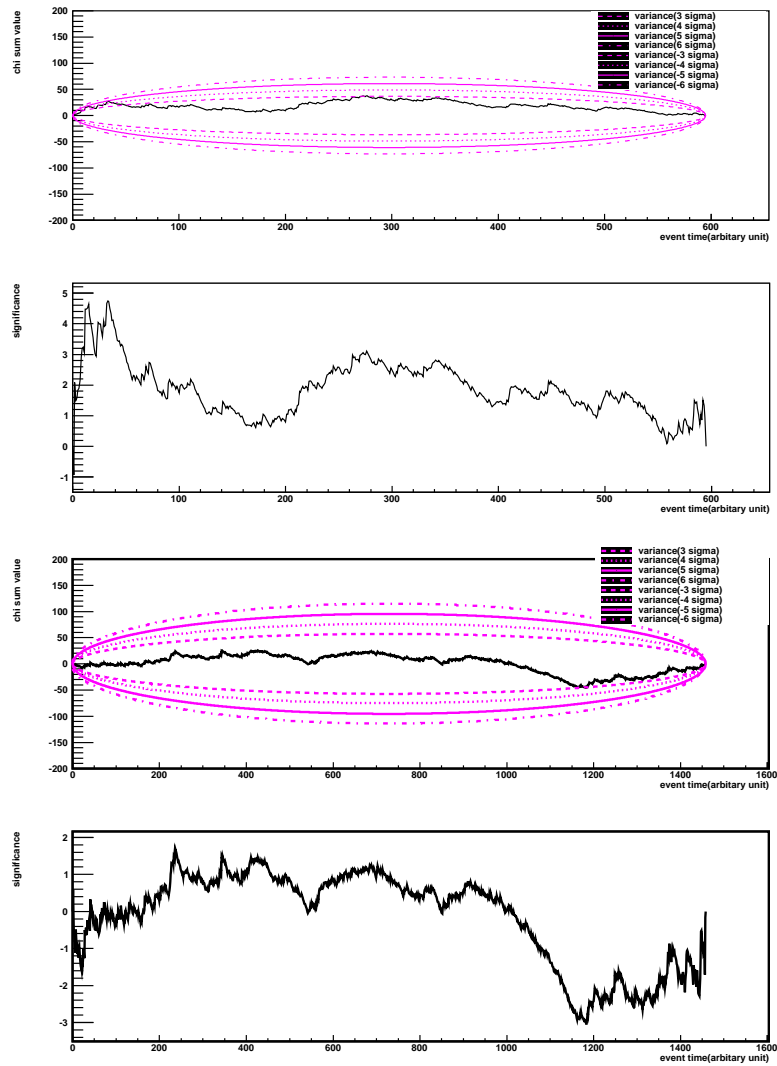 200
150
100
50
0
-50
-100
-150
-200
chi sum value
variance(3 sigma)
variance(4 sigma)
variance(5 sigma)
variance(6 sigma)
variance(-3 sigma)
variance(-4 sigma)
variance(-5 sigma)
variance(-6 sigma)
0 100 200 300 400 500 600
event time(arbitary unit)
5
4
3
2
1
0
-1
significance
0 100 200 300 400 500 600
event time(arbitary unit)
200
150
100
50
0
-50
-100
-150
-200
chi sum value
variance(3 sigma)
variance(4 sigma)
variance(5 sigma)
variance(6 sigma)
variance(-3 sigma)
variance(-4 sigma)
variance(-5 sigma)
variance(-6 sigma)
0 200 400 600 800 1000 1200 1400 1600
event time(arbitary unit)
2
1
0
-1
-2
-3
significance
0 200 400 600 800 1000 1200 1400 1600
event time(arbitary unit)